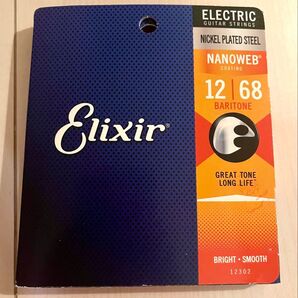 ELECTRIC
GUITAR STRINGS
NICKEL PLATED STEEL
NANOWEB®
COATING
12 | 68
BARITONE
Elixir
GREAT TONE
LONG LIFE
BRIGHT • SMOOTH
12302